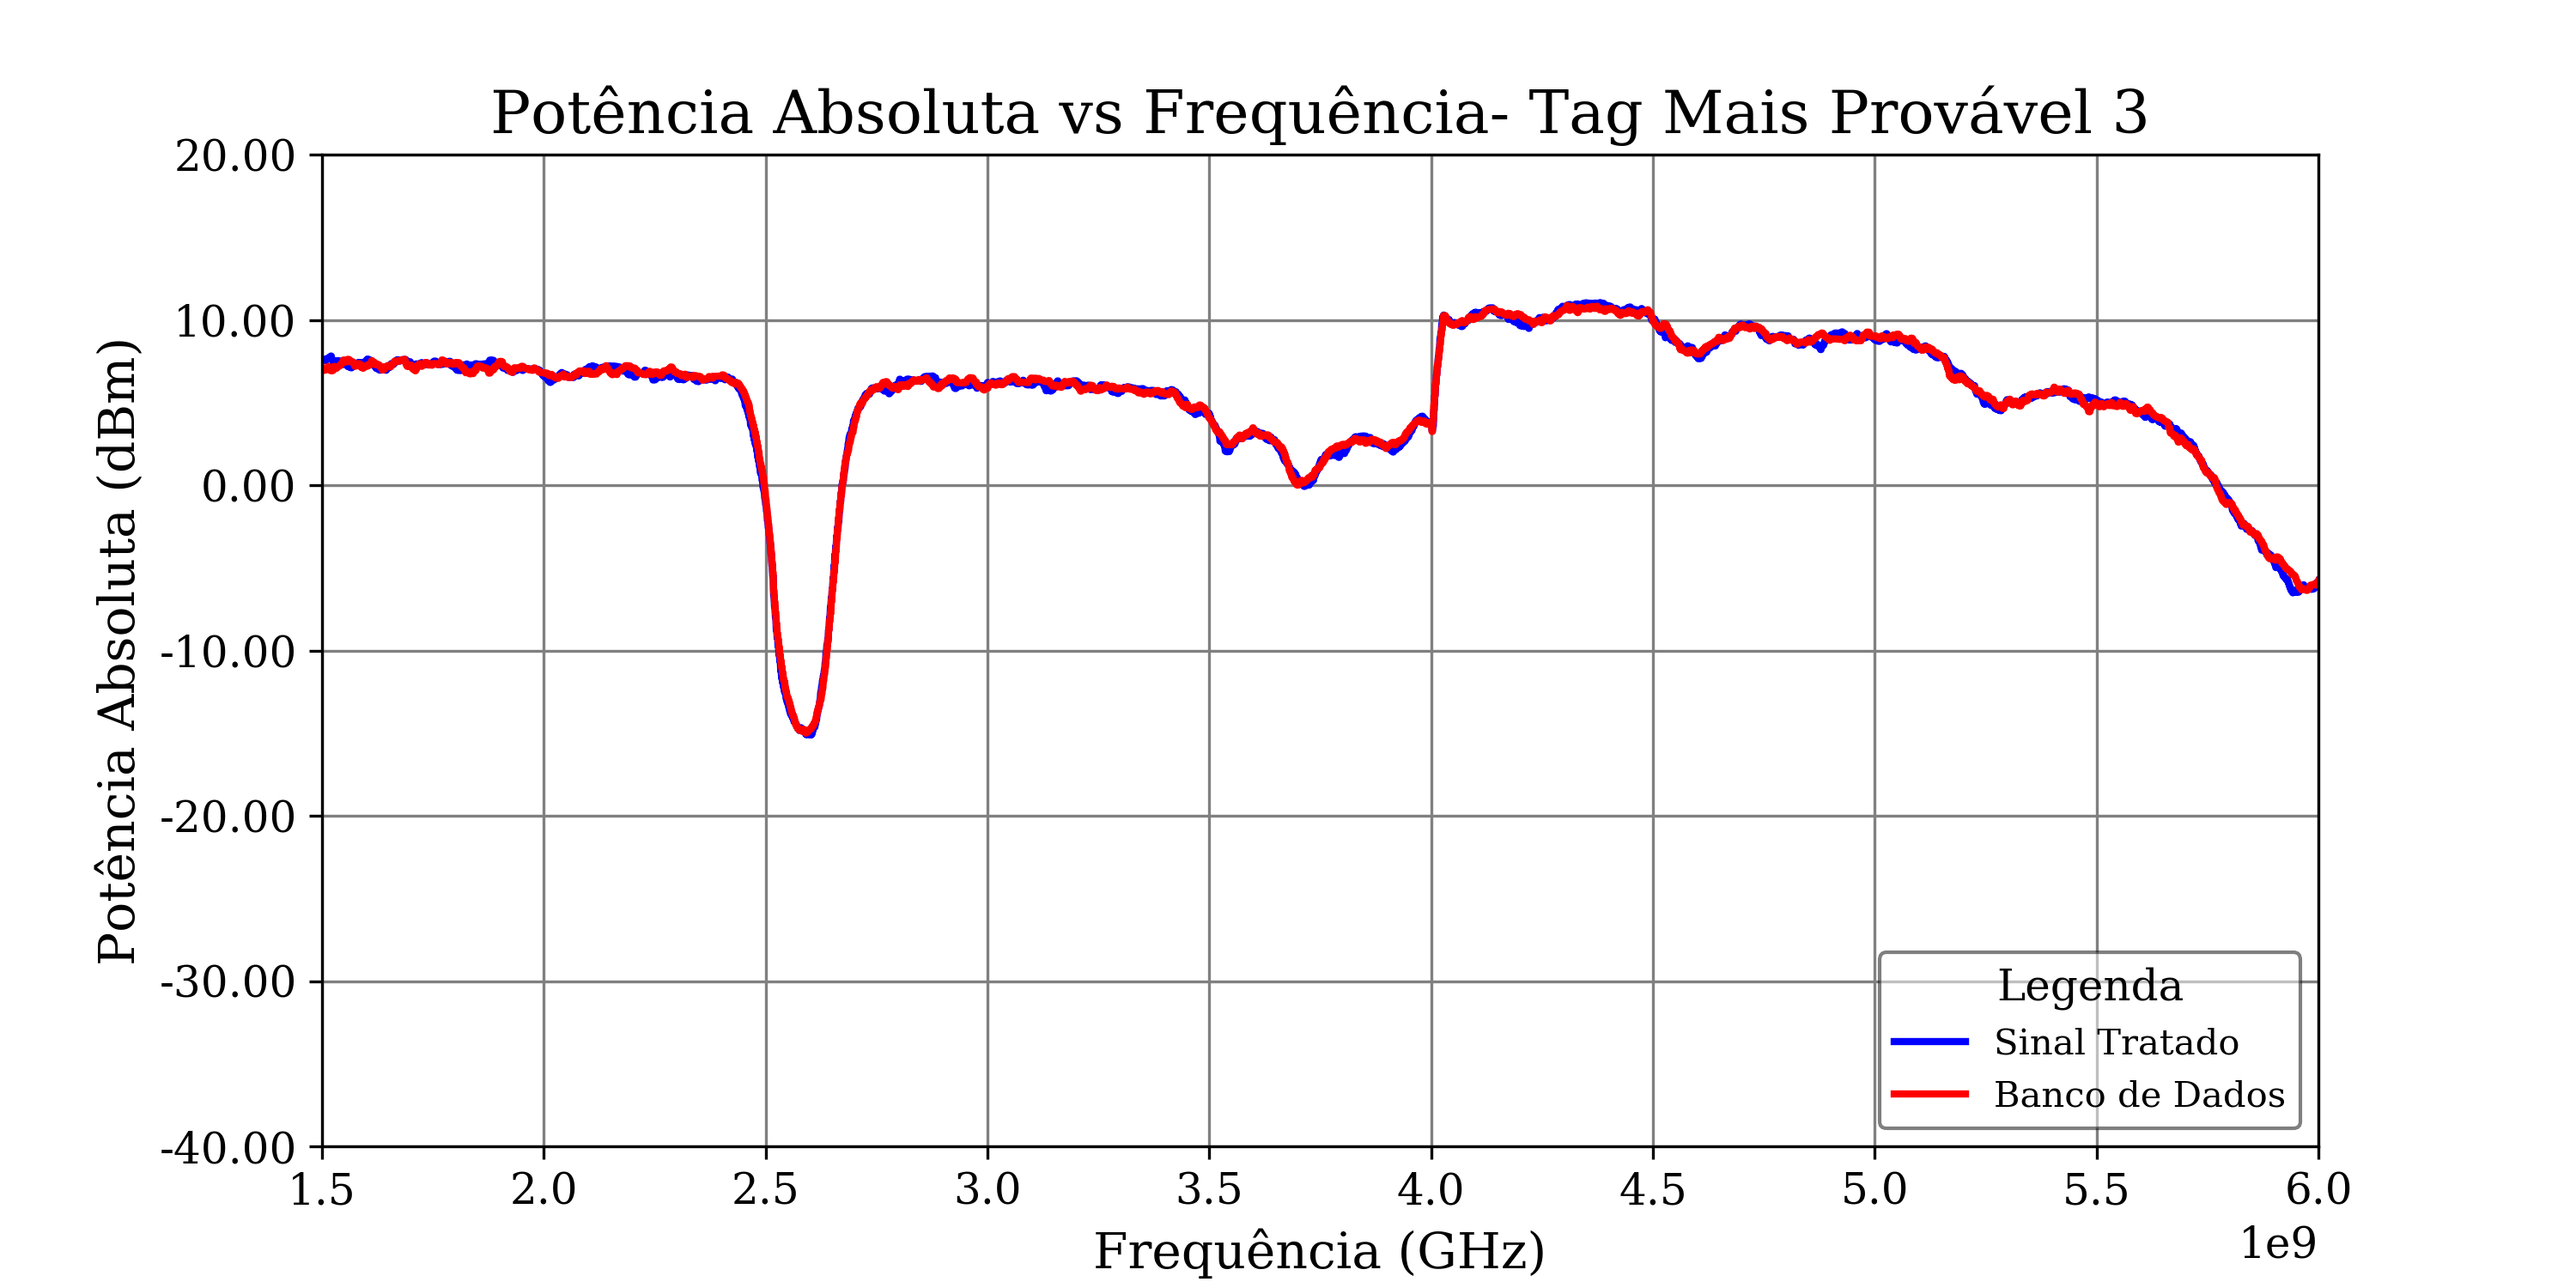 Potência Absoluta vs Frequência- Tag Mais Provável 3
Potência Absoluta (dBm)
20.00
10.00
0.00
-10.00
-20.00
-30.00
-40.00
Legenda
Sinal Tratado
Banco de Dados
1.5 2.0 2.5 3.0 3.5 4.0 4.5 5.0 5.5 6.0
1e9
Frequência (GHz)